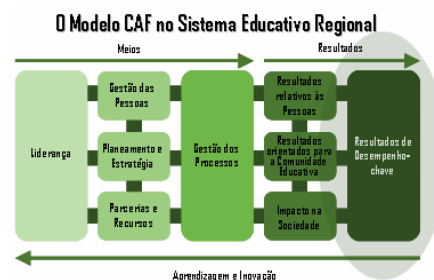 O Modelo CAF no Sistema Educativo Regional
Meios
Resultados
Liderança
Gestão das
Pessoas
Planeamento e
Estratégia
Parcerias e
Recursos
Gestão dos
Processos
Resultados
relativos às
Pessoas
Resultados
orientados para
a Comunidade
Educativa
Impacto na
Sociedade
Resultados de
Desempenho-
chave
Aprendizagem e Inovação